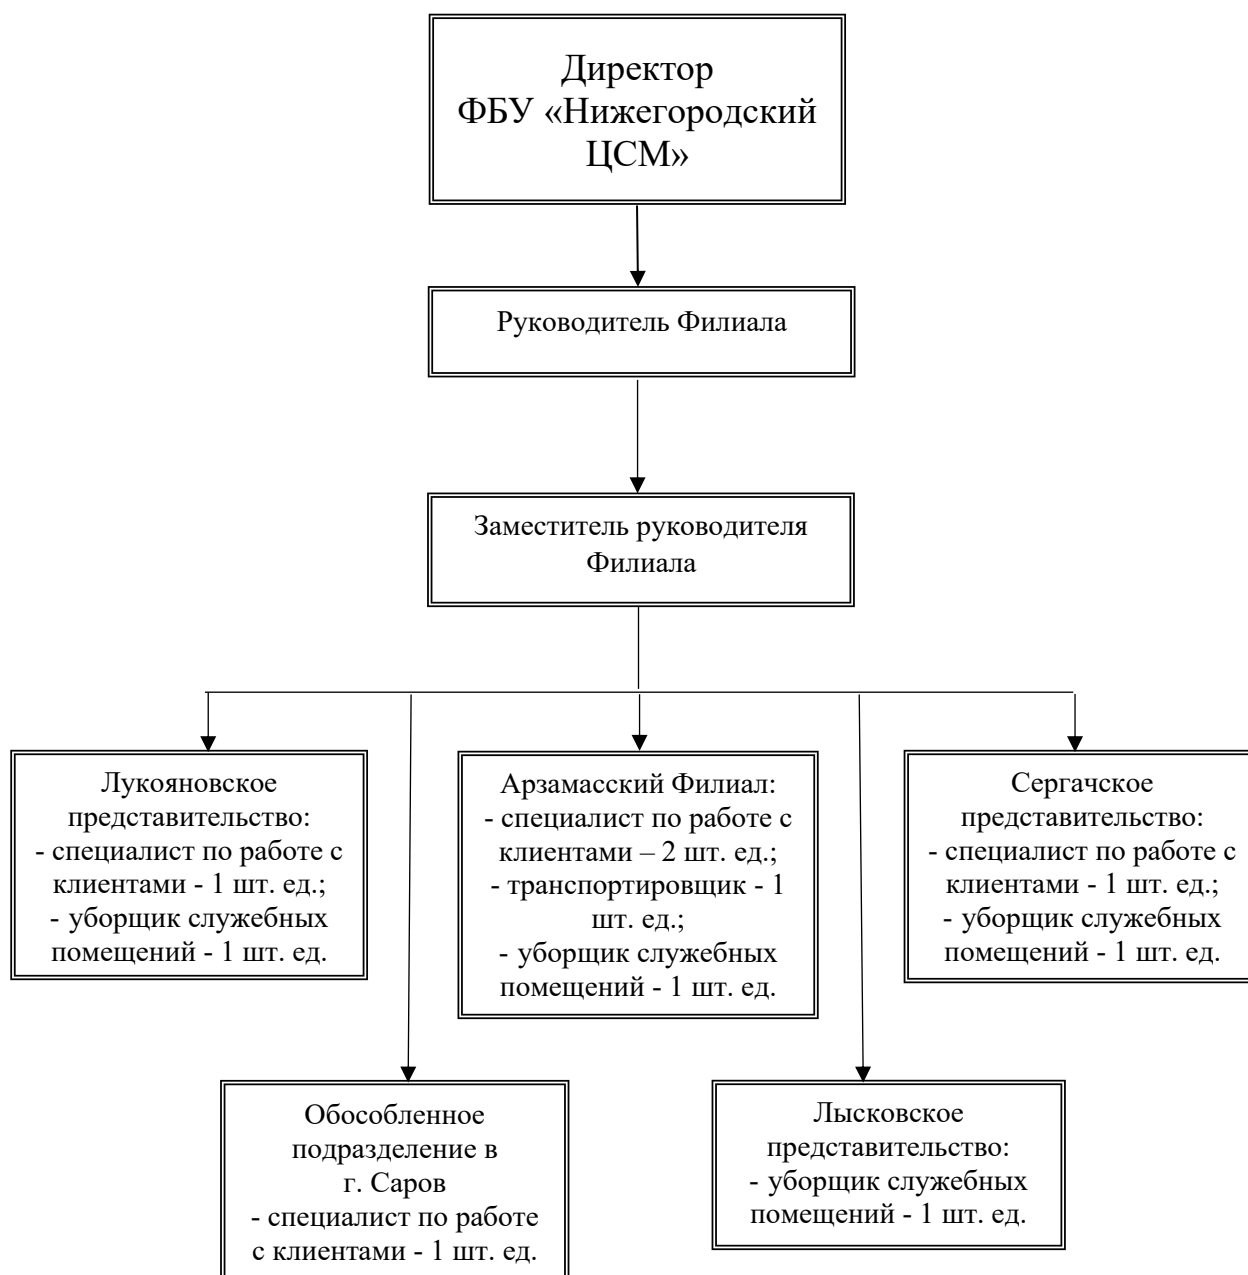 Директор
ФБУ «Нижегородский
ЦСМ»
Руководитель Филиала
Заместитель руководителя
Филиала
Лукояновское
представительство:
- специалист по работе с
клиентами - 1 шт. ед.;
- уборщик служебных
помещений - 1 шт. ед.
Арзамасский Филиал:
- специалист по работе с
клиентами – 2 шт. ед.;
- транспортировщик - 1
шт. ед.;
- уборщик служебных
помещений - 1 шт. ед.
Сергачское
представительство:
- специалист по работе с
клиентами - 1 шт. ед.;
- уборщик служебных
помещений - 1 шт. ед.
Обособленное
подразделение в
г. Саров
- специалист по работе
с клиентами - 1 шт. ед.
Лысковское
представительство:
- уборщик служебных
помещений - 1 шт. ед.